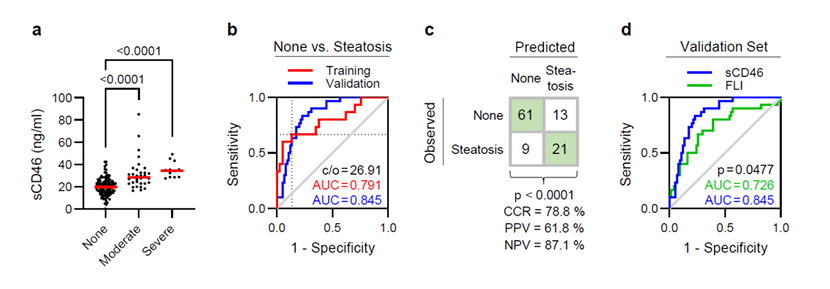 a
<0.0001
<0.0001
sCD46 (ng/ml)
100
80
60
40
20
0
None
Moderate
Severe
b
None vs. Steatosis
Training
Validation
Sensitivity
1.0
0.5
0.0
c/o = 26.91
AUC = 0.791
AUC = 0.845
0.0
0.5
1.0
1 - Specificity
c
Predicted
None
Stea-
tosis
Observed
None
61
13
Steatosis
9
21
p < 0.0001
CCR = 78.8 %
PPV = 61.8 %
NPV = 87.1 %
d
Validation Set
sCD46
FLI
Sensitivity
1.0
0.5
0.0
p = 0.0477
AUC = 0.726
AUC = 0.845
0.0
0.5
1.0
1 - Specificity